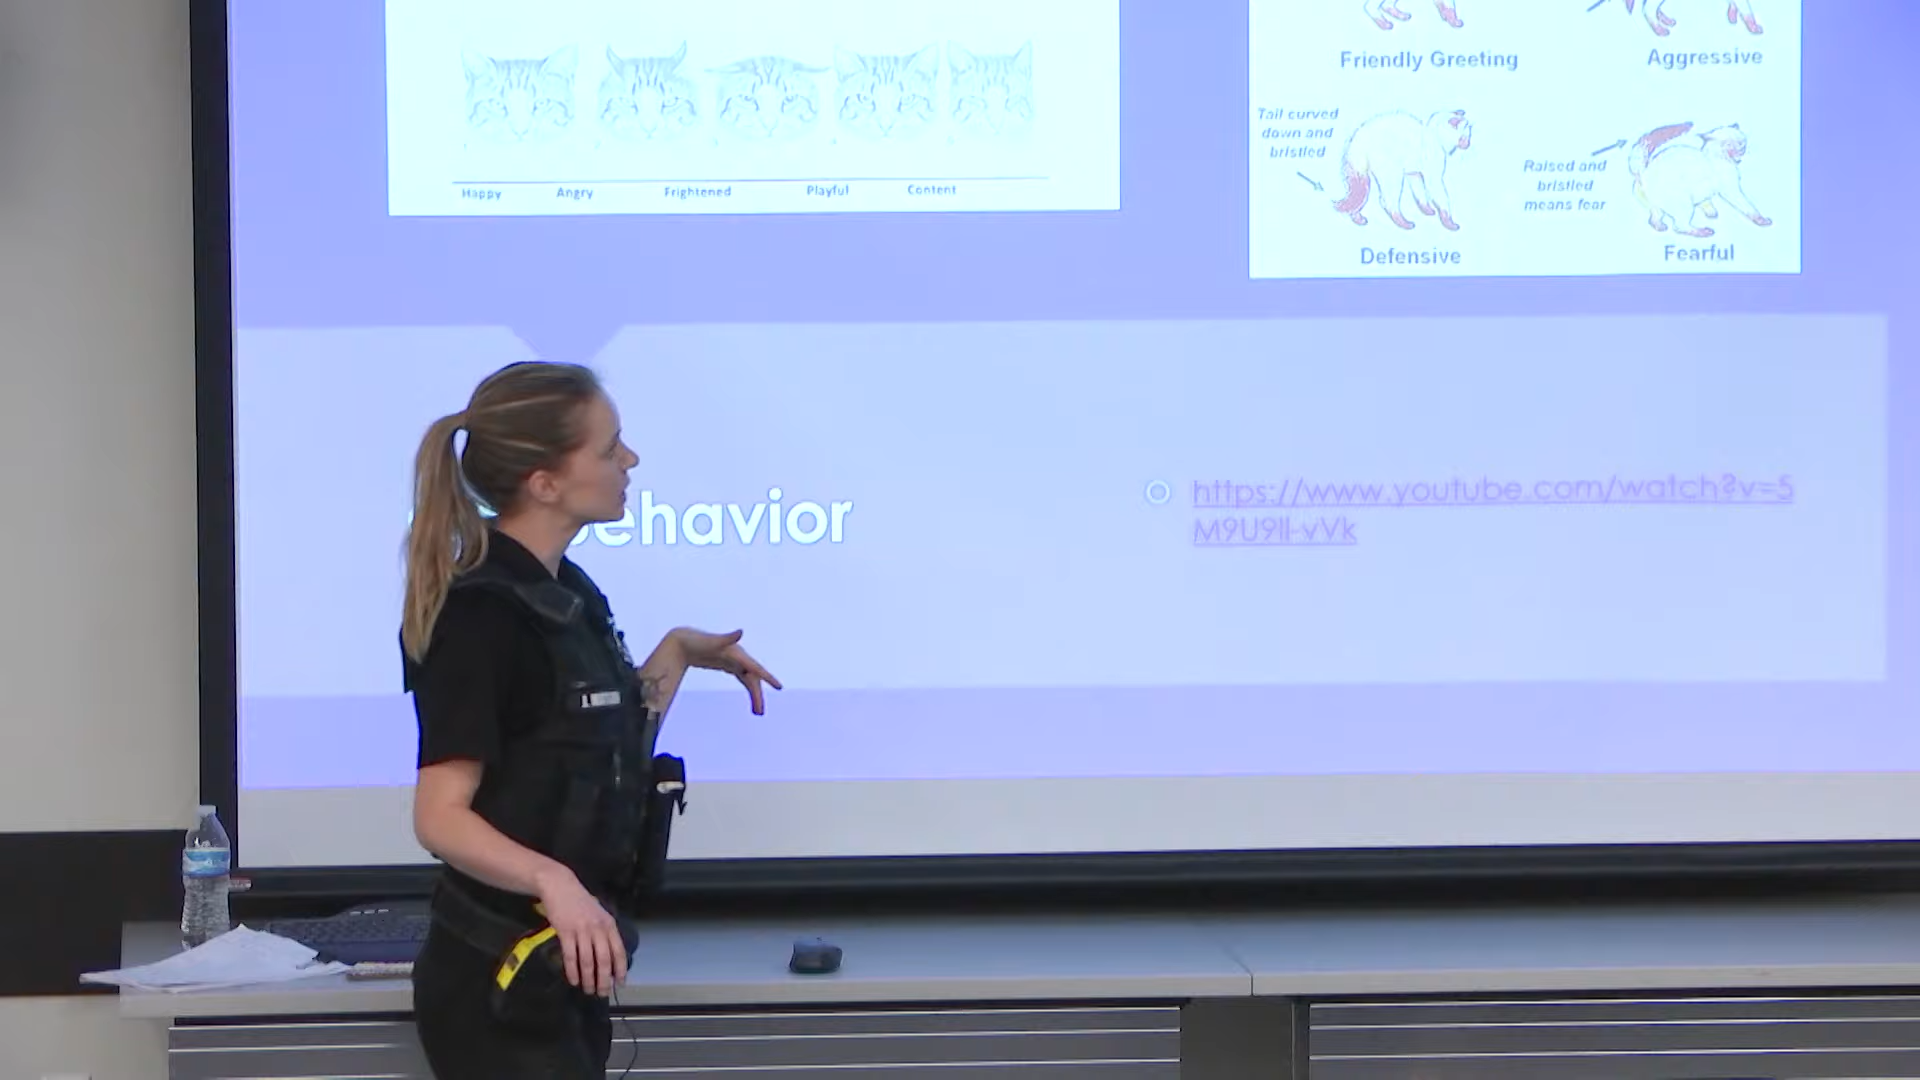 Happy Angry Frightened Playful Content
Friendly Greeting
Aggressive
Tail curved
down and
bristled
Defensive
Raised and
bristled
means fear
Fearful
ehavior
https://www.youtube.com/watch?v=5
M9U9II-vVk